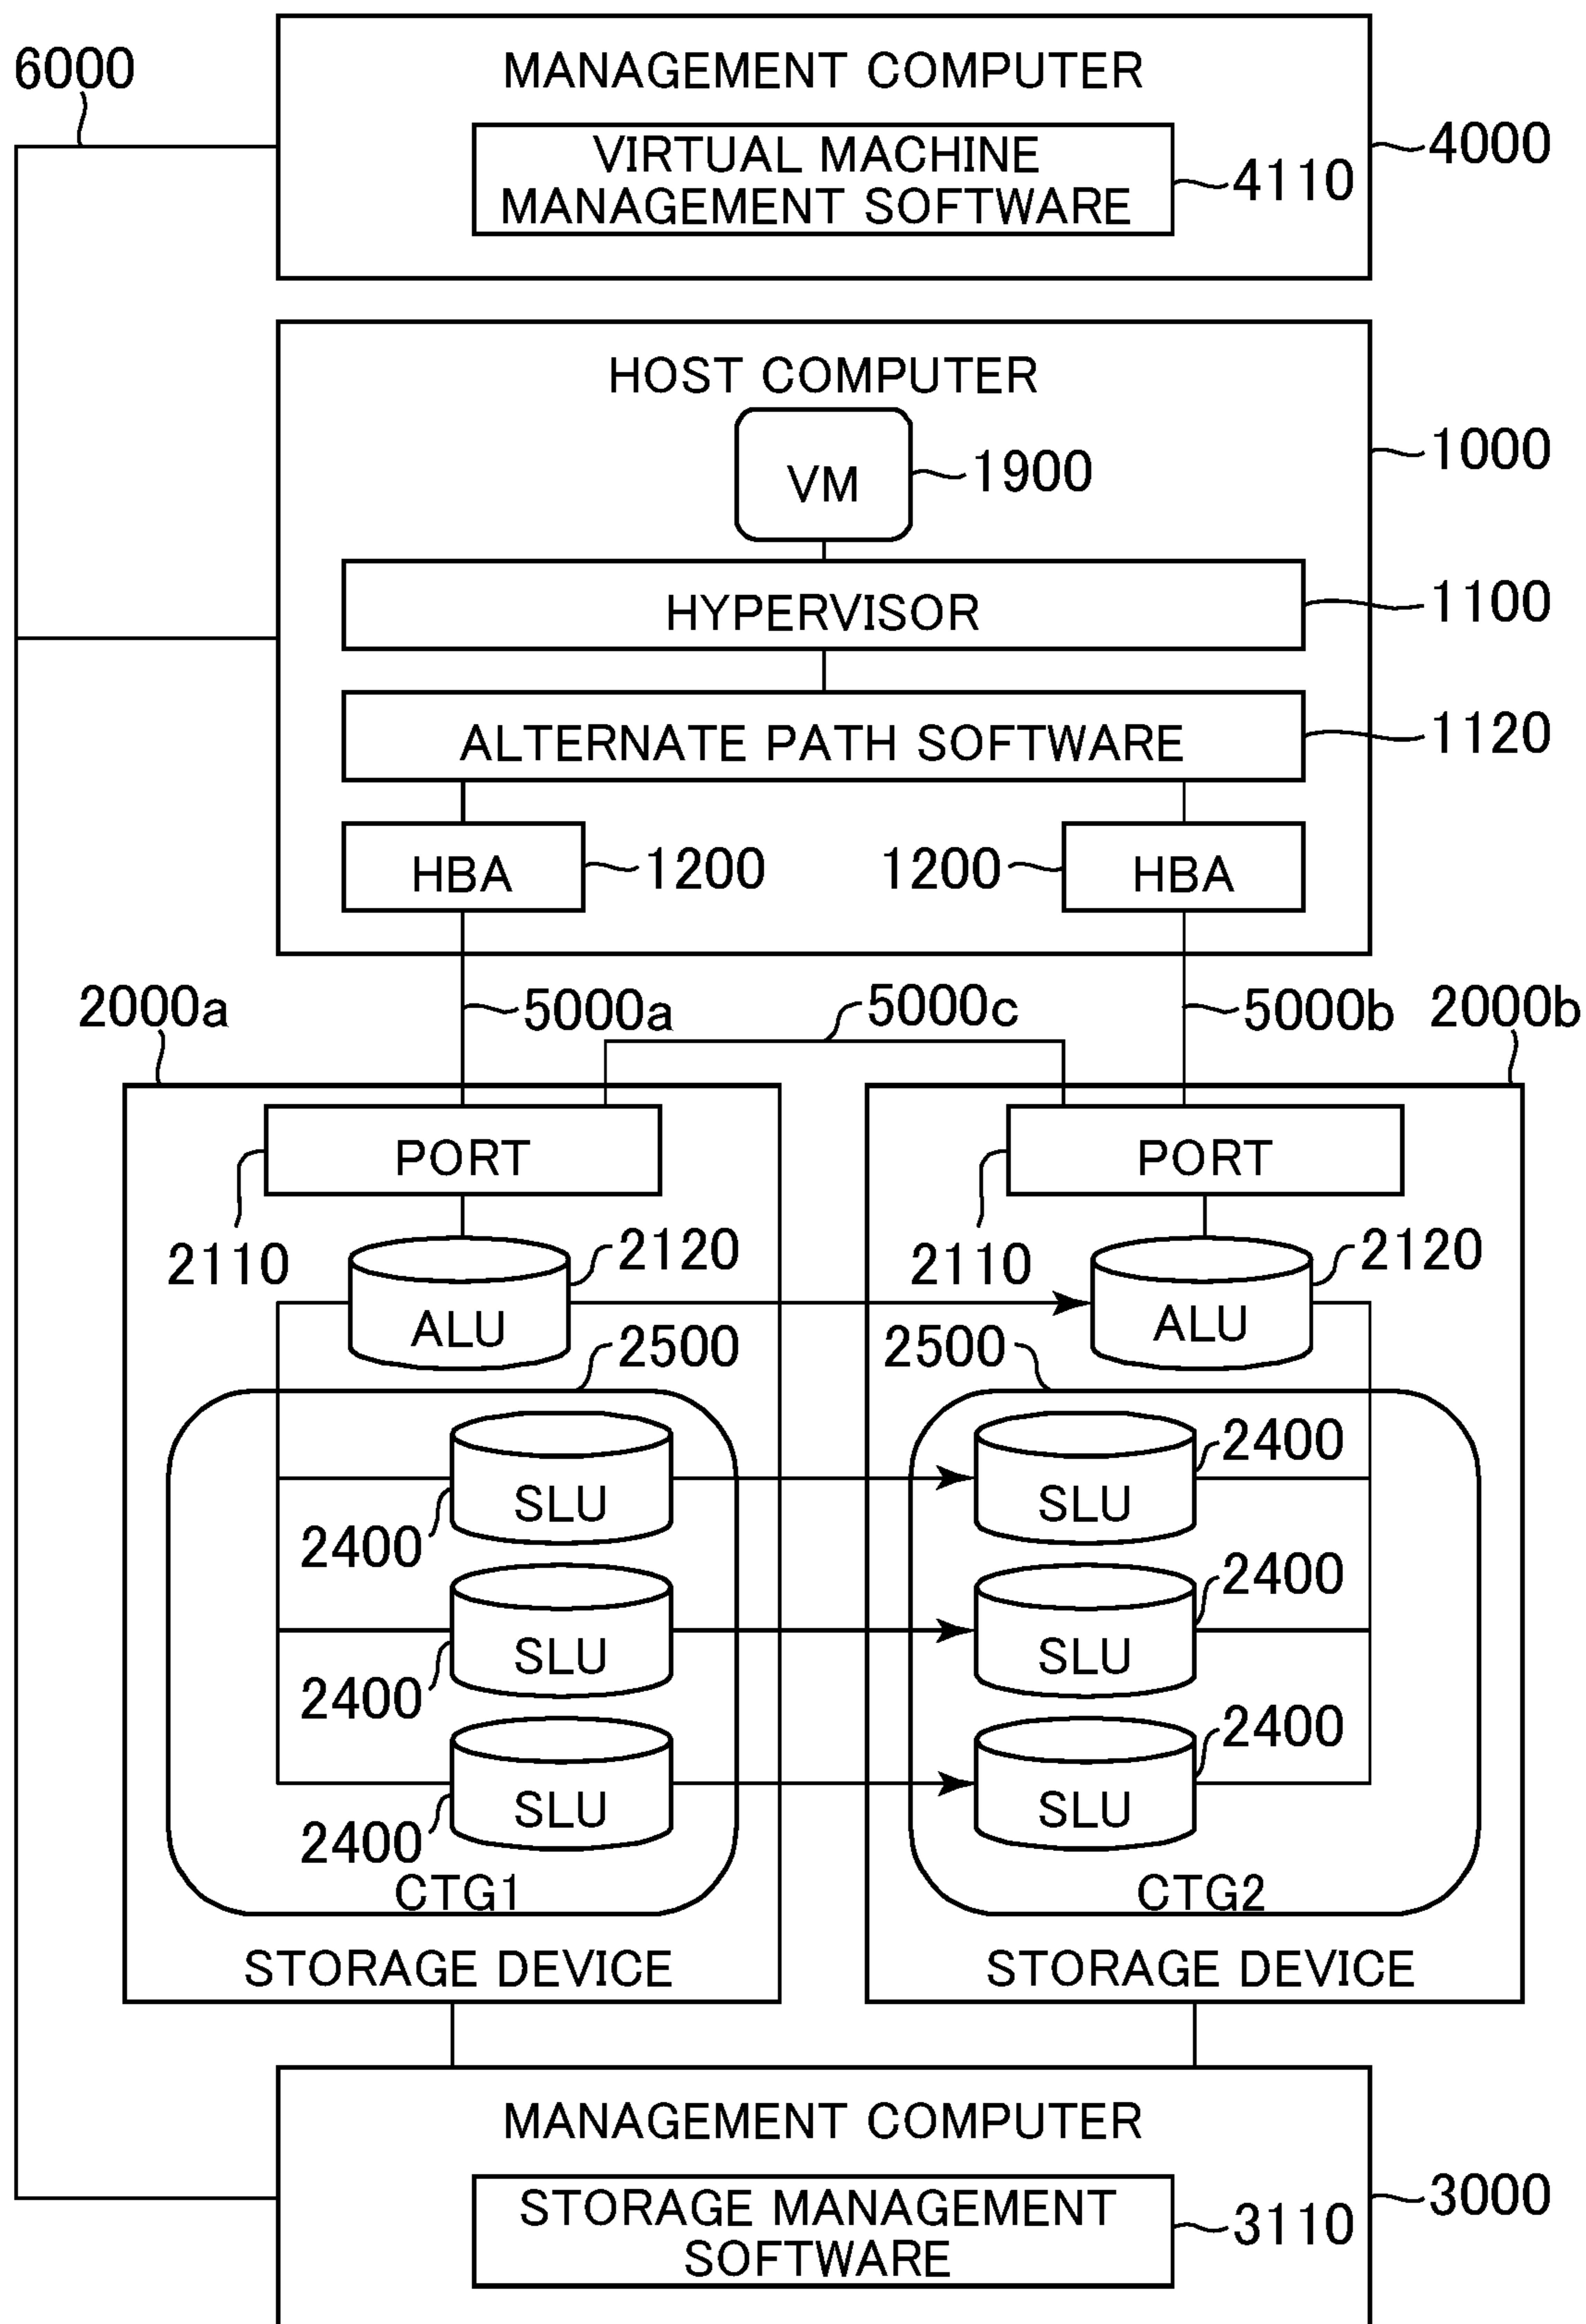 6000
MANAGEMENT COMPUTER
VIRTUAL MACHINE
MANAGEMENT SOFTWARE
4000
4110
HOST COMPUTER
VM
1900
1000
HYPERVISOR
1100
ALTERNATE PATH SOFTWARE
1120
HBA
1200
1200
HBA
2000a
5000a
5000c
5000b
2000b
PORT
PORT
2110
2120
2110
2120
ALU
ALU
2500
2500
SLU
SLU
2400
2400
SLU
SLU
2400
2400
SLU
SLU
2400
2400
CTG1
CTG2
STORAGE DEVICE
STORAGE DEVICE
MANAGEMENT COMPUTER
3000
STORAGE MANAGEMENT
SOFTWARE
3110